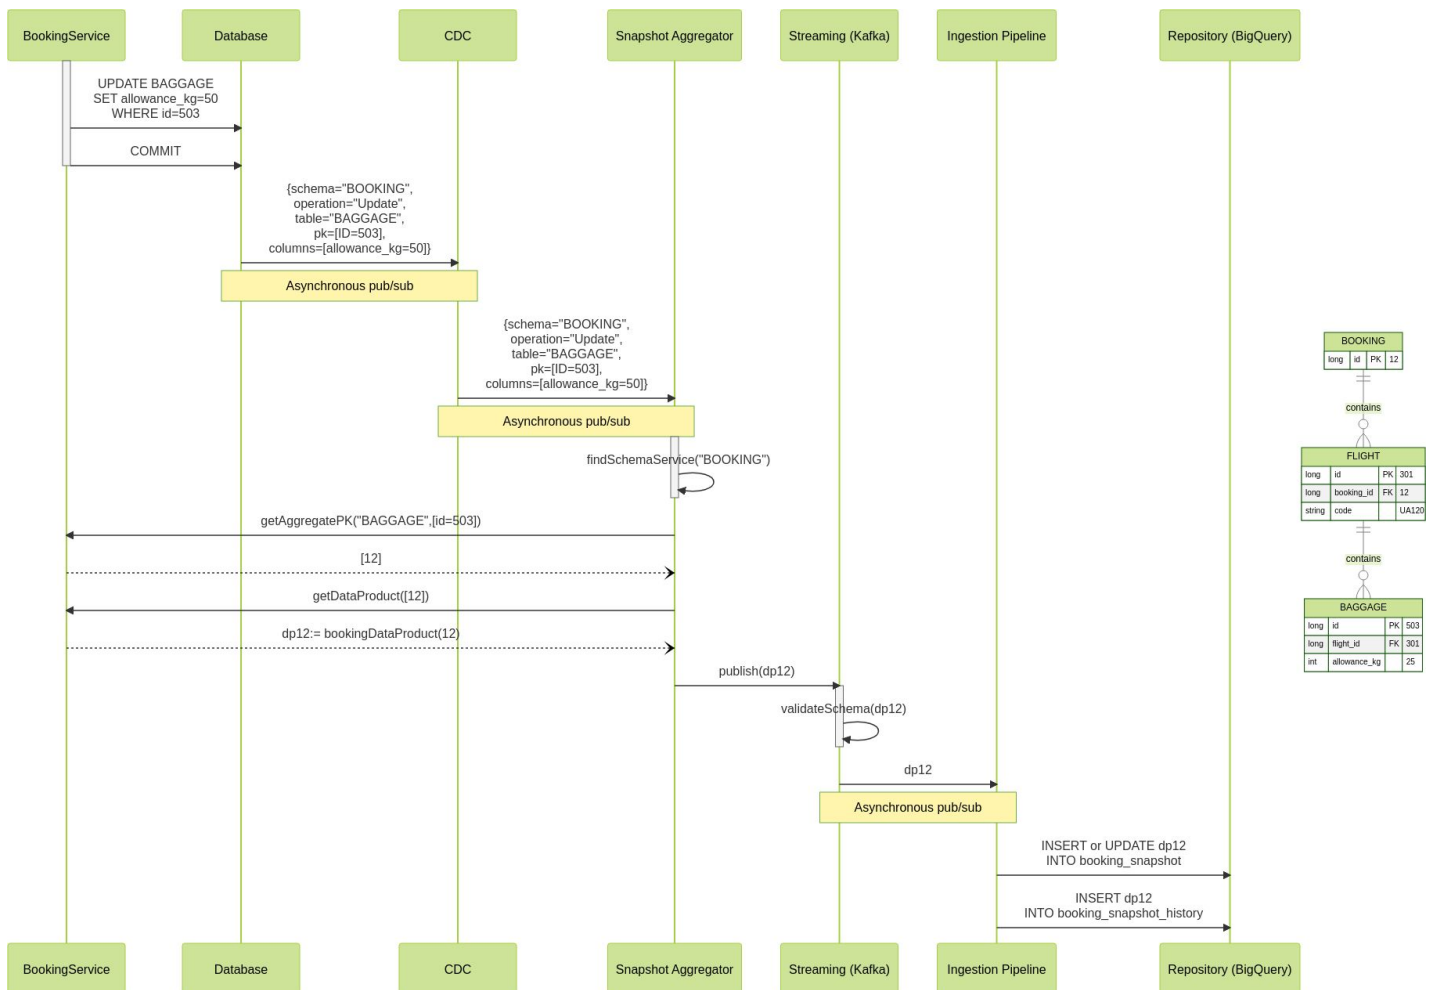 BookingService
Database
CDC
Snapshot Aggregator
Streaming (Kafka)
Ingestion Pipeline
Repository (BigQuery)
UPDATE BAGGAGE
SET allowance_kg=50
WHERE id=503
COMMIT
{schema="BOOKING",
operation="Update",
table="BAGGAGE",
pk=[ID=503],
columns=[allowance_kg=50]}
Asynchronous pub/sub
{schema="BOOKING",
operation="Update",
table="BAGGAGE",
pk=[ID=503],
columns=[allowance_kg=50]}
Asynchronous pub/sub
findSchemaService("BOOKING")
getAggregatePK("BAGGAGE",[id=503])
[12]
getDataProduct([12])
dp12:= bookingDataProduct(12)
publish(dp12)
validateSchema(dp12)
dp12
Asynchronous pub/sub
INSERT or UPDATE dp12
INTO booking_snapshot
INSERT dp12
INTO booking_snapshot_history
BOOKING
long id PK 12
contains
FLIGHT
long id PK 301
long booking_id FK 12
string code UA120
contains
BAGGAGE
long id PK 503
long flight_id FK 301
int allowance_kg 25
BookingService
Database
CDC
Snapshot Aggregator
Streaming (Kafka)
Ingestion Pipeline
Repository (BigQuery)